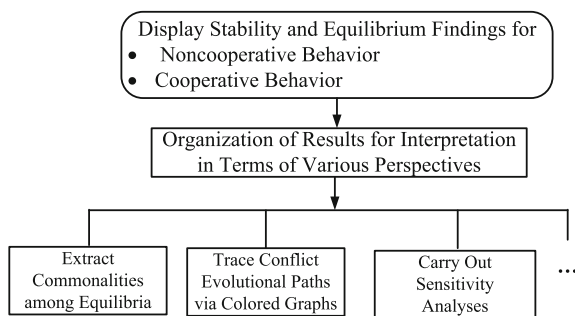 Display Stability and Equilibrium Findings for
• Noncooperative Behavior
• Cooperative Behavior
Organization of Results for Interpretation
in Terms of Various Perspectives
Extract
Commonalities
among Equilibria
Trace Conflict
Evolutional Paths
via Colored Graphs
Carry Out
Sensitivity
Analyses
...